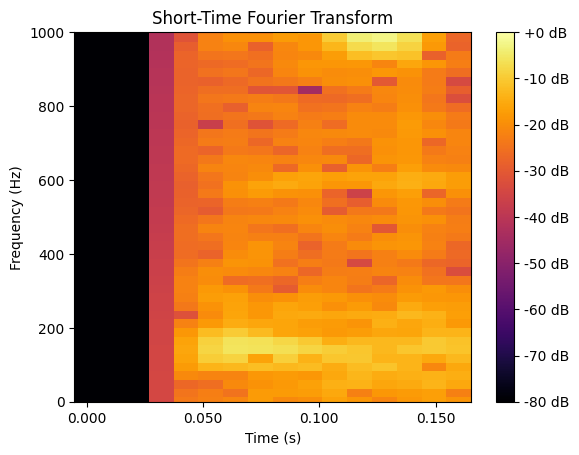 Short-Time Fourier Transform
1000
800
600
400
200
0
Frequency (Hz)
0.000
0.050
0.100
0.150
Time (s)
+0 dB
-10 dB
-20 dB
-30 dB
-40 dB
-50 dB
-60 dB
-70 dB
-80 dB